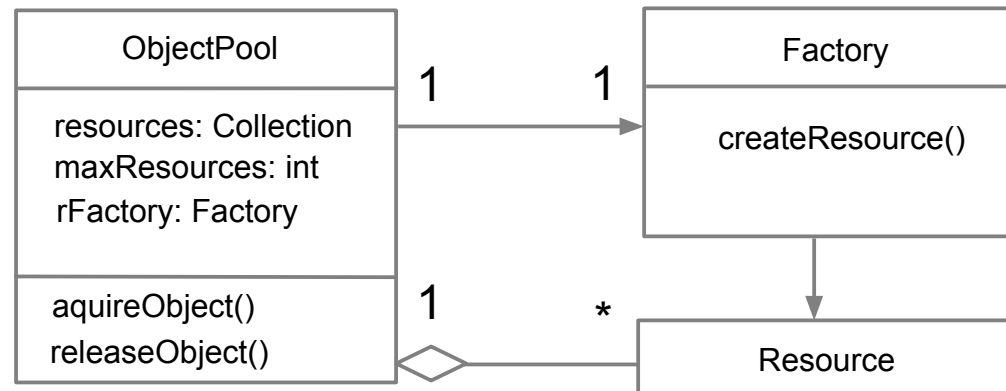 ObjectPool
resources: Collection
maxResources: int
rFactory: Factory
aquireObject()
releaseObject()
1
1
Factory
createResource()
1
*
Resource